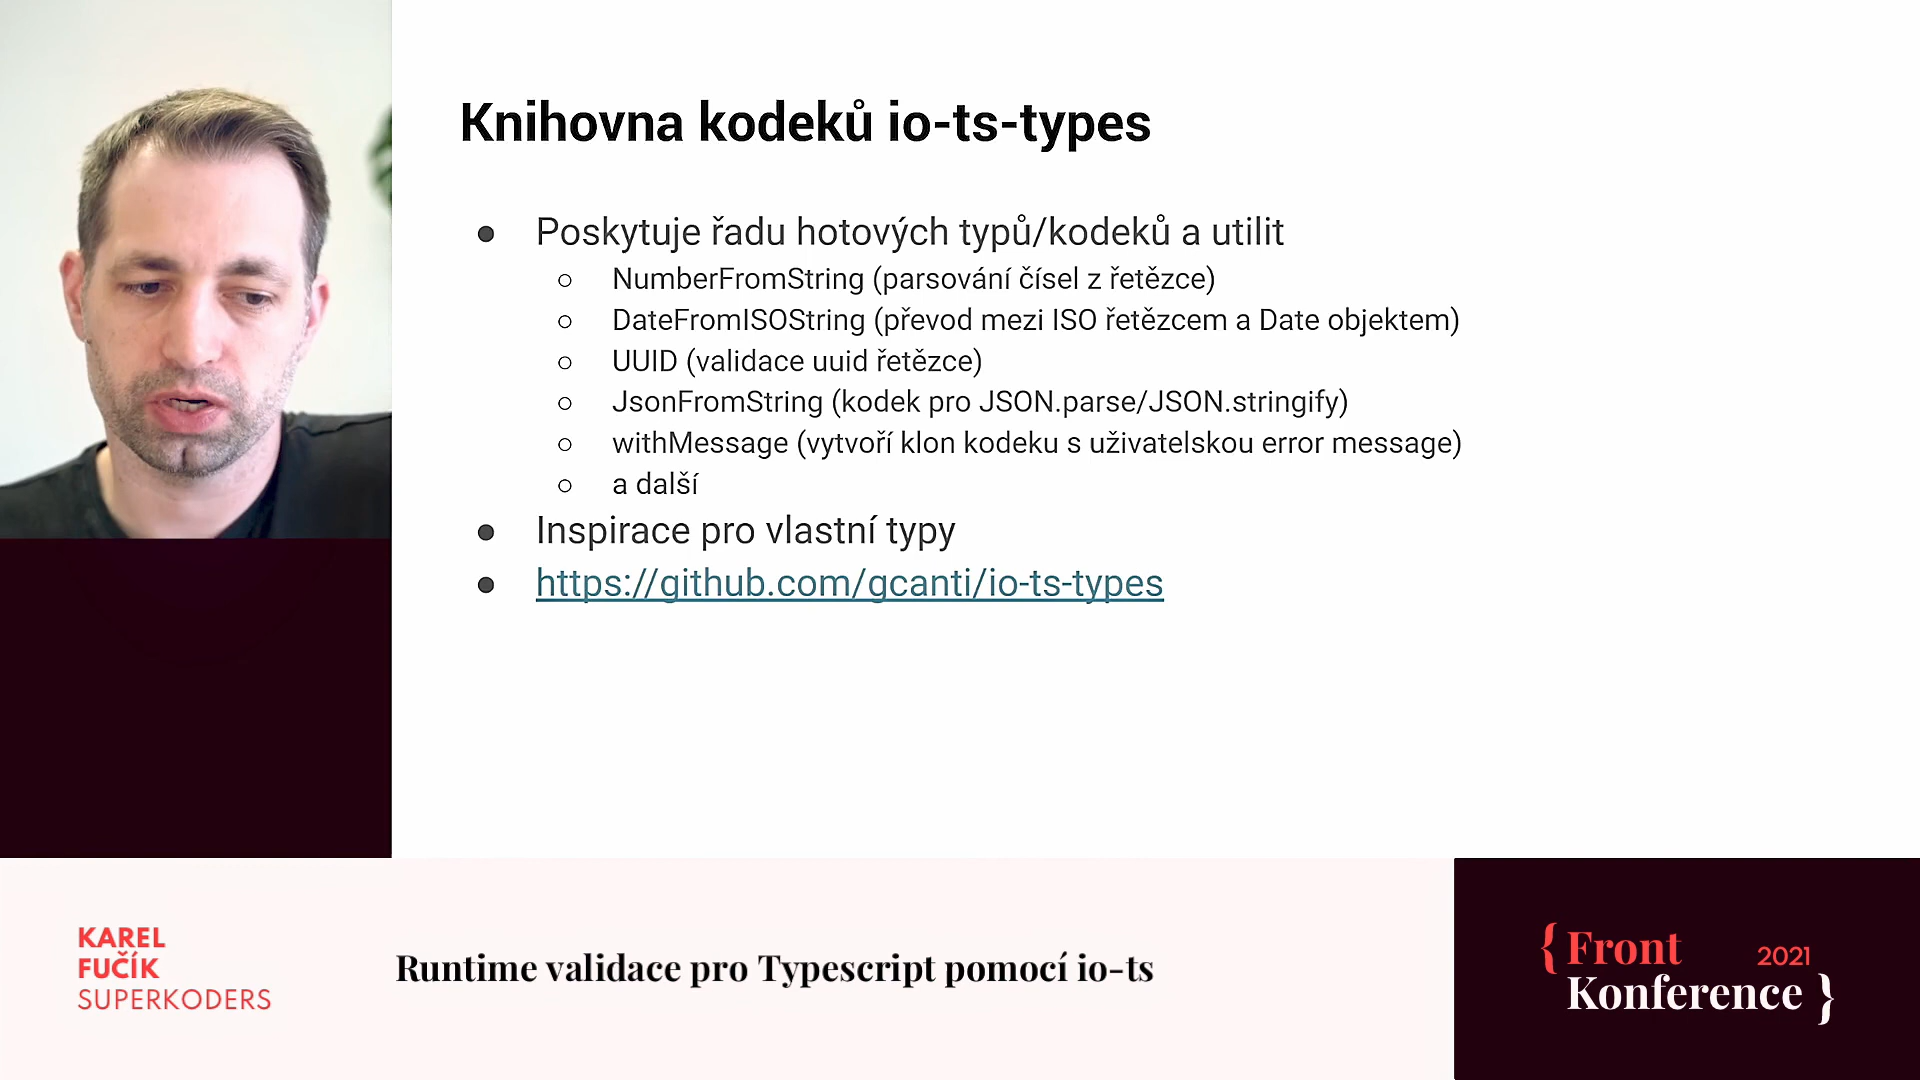 Knihovna kodeků io-ts-types
● Poskytuje řadu hotových typů/kodeků a utilit
○ NumberFromString (parsování čísel z řetězce)
○ DateFromISOString (převod mezi ISO řetězcem a Date objektem)
○ UUID (validace uuid řetězce)
○ JsonFromString (kodek pro JSON.parse/JSON.stringify)
○ withMessage (vytvoří klon kodeku s uživatelskou error message)
○ a další
● Inspirace pro vlastní typy
● https://github.com/gcanti/io-ts-types
KAREL
FUČÍK
SUPERKODERS
Runtime validace pro Typescript pomocí io-ts
{ Front 2021
Konference }